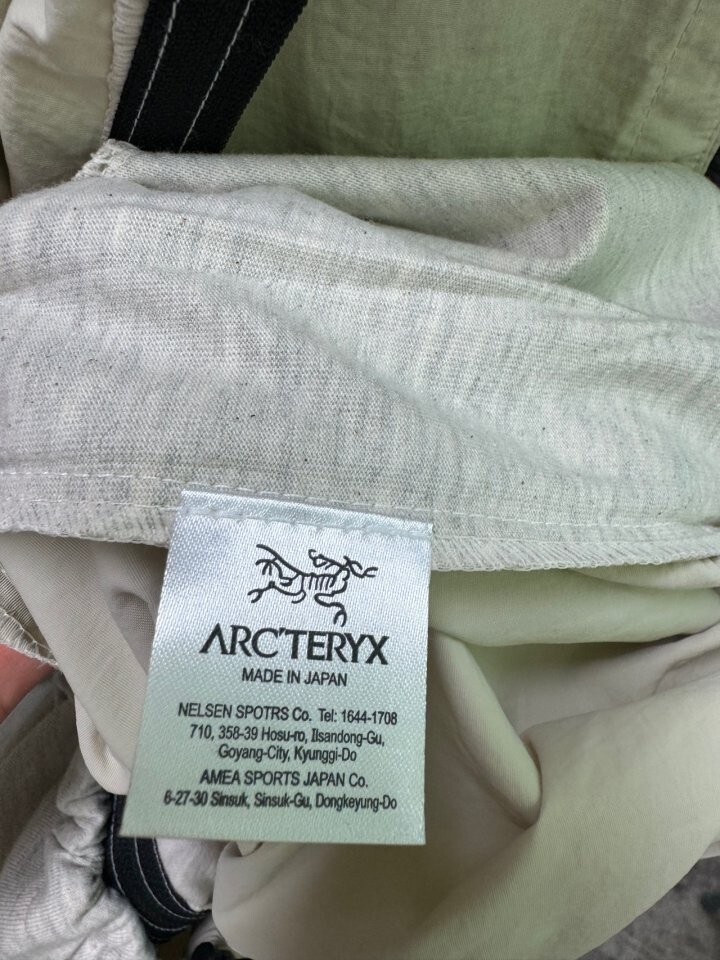 ARC'TERYX
MADE IN JAPAN
NELSEN SPOTRS Co. Tel: 1644-1708
710, 358-39 Hosu-ro, Ilsandong-Gu,
Goyang-City, Kyunggi-Do
AMEA SPORTS JAPAN Co.
6-27-30 Sinsuk, Sinsuk-Gu, Dongkeyung-Do